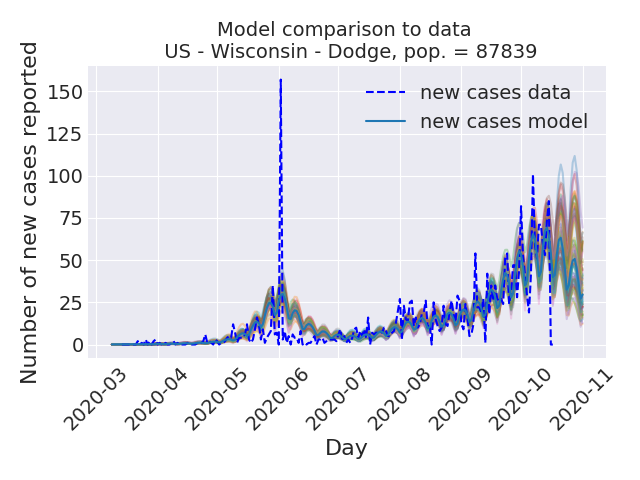 Model comparison to data
US - Wisconsin - Dodge, pop. = 87839
Number of new cases reported
150
125
100
75
50
25
0
new cases data
new cases model
2020-03
2020-04
2020-05
2020-06
2020-07
2020-08
2020-09
2020-10
2020-11
Day